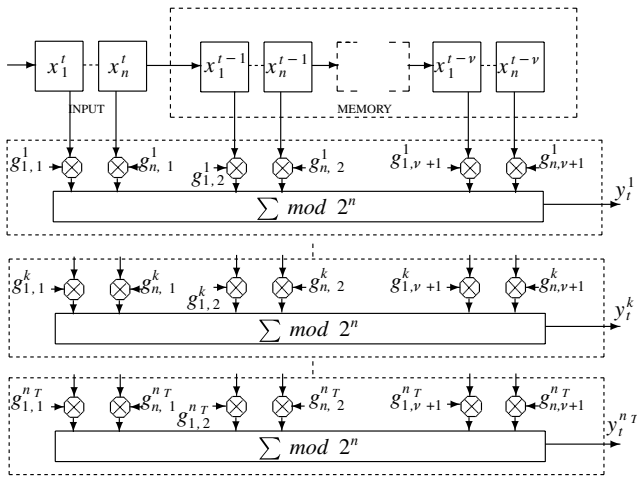 x_1^t x_n^t x_1^{t-1} x_n^{t-1} x_1^{t-ν} x_n^{t-ν}
INPUT MEMORY
g_{1,1}^1 g_{n,1}^1 g_{1,2}^1 g_{n,2}^1 g_{1,ν+1}^1 g_{n,ν+1}^1
∑ mod 2^n y_t^1
g_{1,1}^k g_{n,1}^k g_{1,2}^k g_{n,2}^k g_{1,ν+1}^k g_{n,ν+1}^k
∑ mod 2^n y_t^k
g_{1,1}^{n_T} g_{n,1}^{n_T} g_{1,2}^{n_T} g_{n,2}^{n_T} g_{1,ν+1}^{n_T} g_{n,ν+1}^{n_T}
∑ mod 2^n y_t^{n_T}